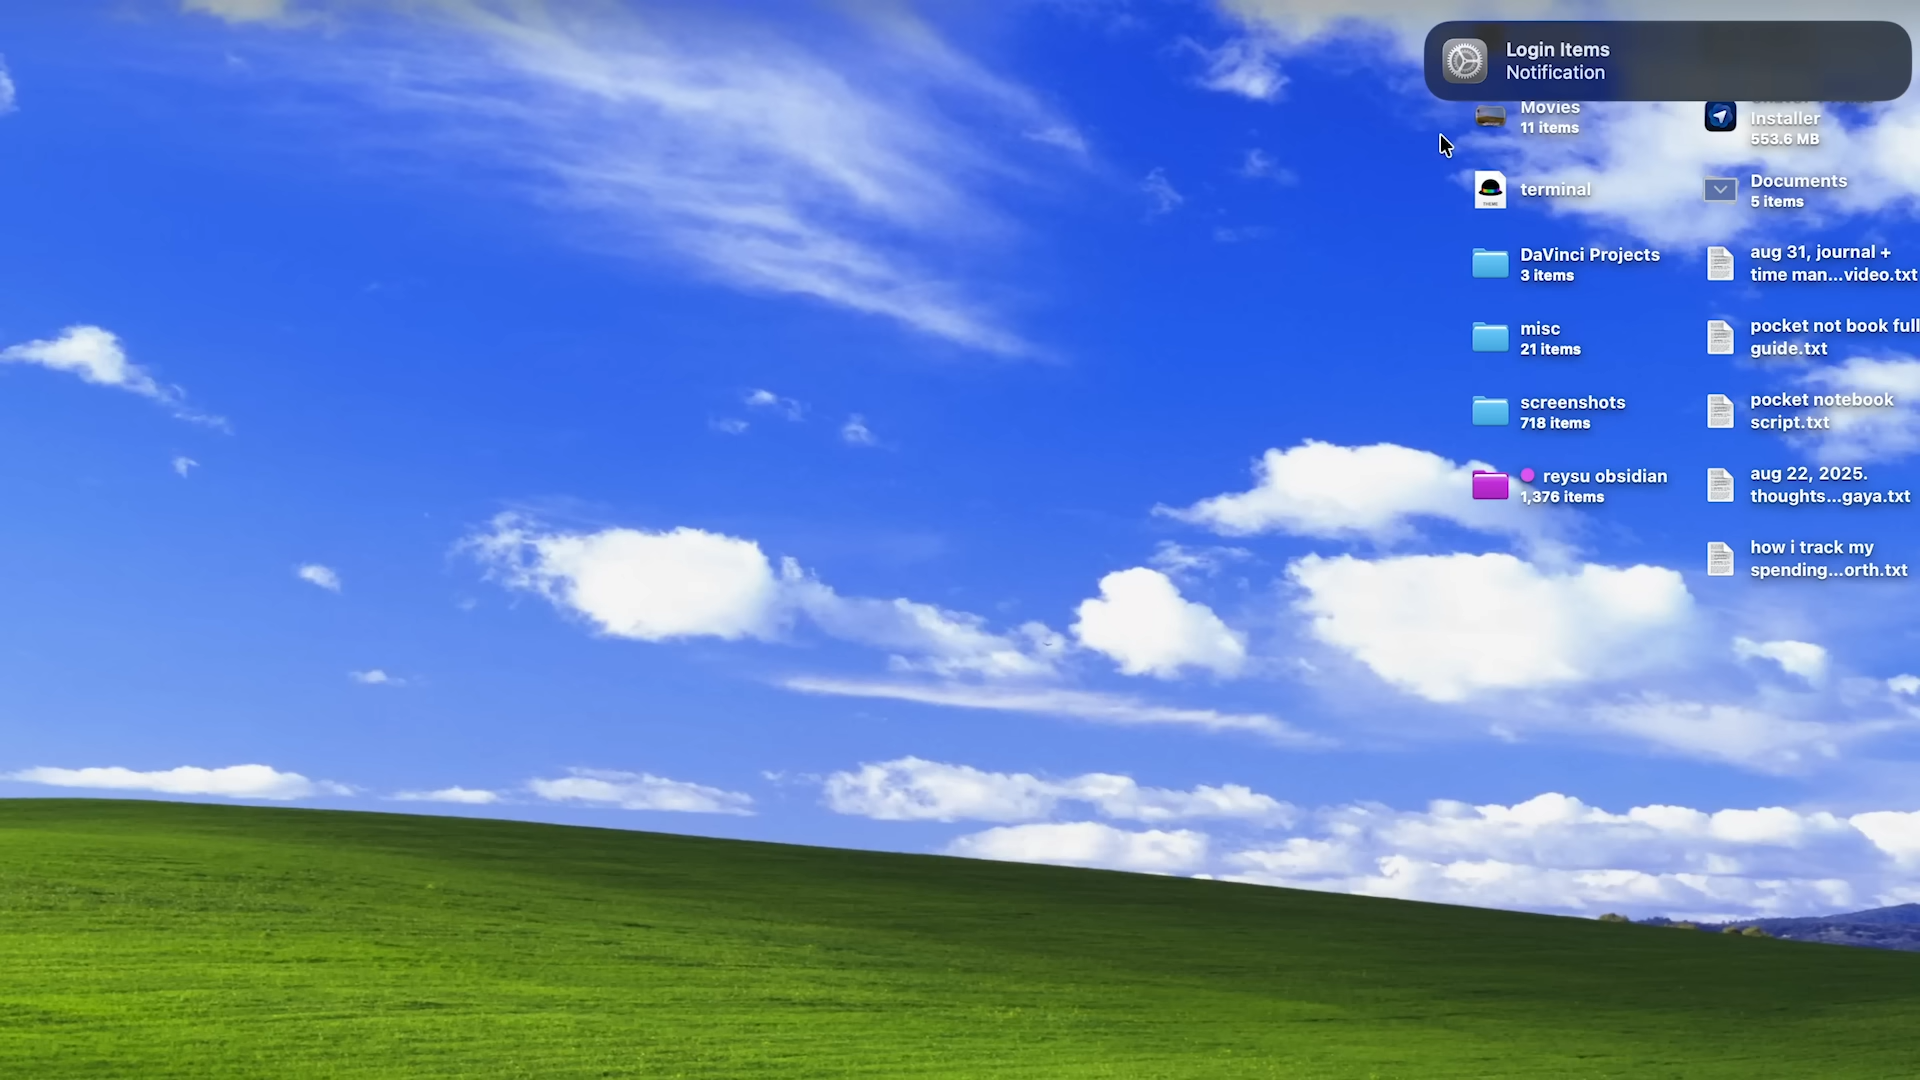 Login Items
Notification
Movies
11 items
terminal
THEME
DaVinci Projects
3 items
misc
21 items
screenshots
718 items
reysu obsidian
1,376 items
Installer
553.6 MB
Documents
5 items
aug 31, journal +
time man...video.txt
pocket not book full
guide.txt
pocket notebook
script.txt
aug 22, 2025.
thoughts...gaya.txt
how i track my
spending...orth.txt